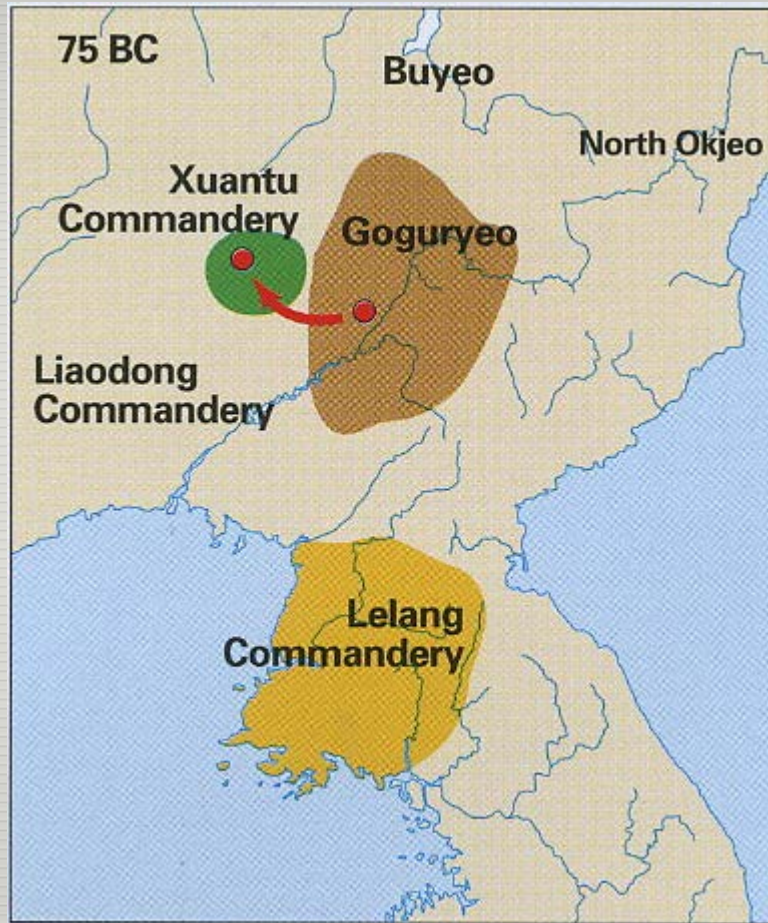 75 BC
Buyeo
North Okjeo
Xuantu
Commandery
Goguryeo
Liaodong
Commandery
Lelang
Commandery